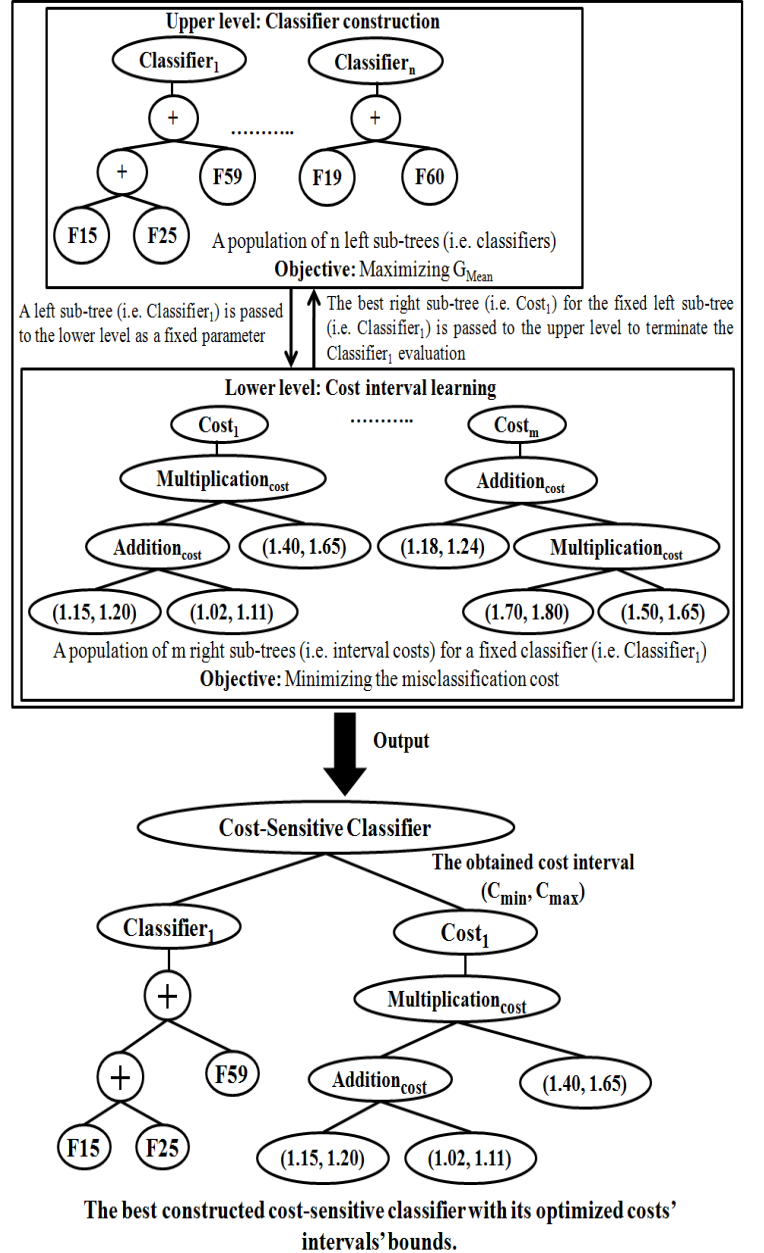 Upper level: Classifier construction
Classifier1
Classifiern
+
...........
+
+
F59
F19
F60
F15
F25
A population of n left sub-trees (i.e. classifiers)
Objective: Maximizing GMean
A left sub-tree (i.e. Classifier1) is passed
to the lower level as a fixed parameter
The best right sub-tree (i.e. Cost1) for the fixed left sub-tree
(i.e. Classifier1) is passed to the upper level to terminate the
Classifier1 evaluation
Lower level: Cost interval learning
Cost1
...........
Costm
Multiplicationcost
Additioncost
Additioncost
(1.40, 1.65)
(1.18, 1.24)
Multiplicationcost
(1.15, 1.20)
(1.02, 1.11)
(1.70, 1.80)
(1.50, 1.65)
A population of m right sub-trees (i.e. interval costs) for a fixed classifier (i.e. Classifier1)
Objective: Minimizing the misclassification cost
Output
Cost-Sensitive Classifier
The obtained cost interval
(Cmin, Cmax)
Classifier1
Cost1
+
Multiplicationcost
+
F59
Additioncost
(1.40, 1.65)
F15
F25
(1.15, 1.20)
(1.02, 1.11)
The best constructed cost-sensitive classifier with its optimized costs'
intervals' bounds.